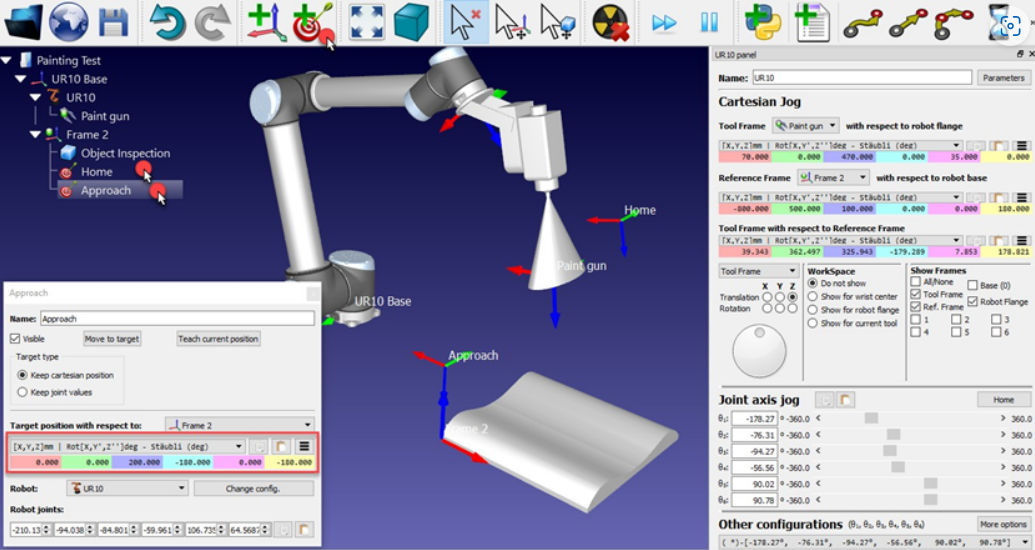 Painting Test
UR10 Base
UR10
Paint gun
Frame 2
Object Inspection
Home
Approach
Home
Paint gun
UR10 Base
Approach
Frame 2
Approach
Name: Approach
Visible Move to target Teach current position
Target type
Keep cartesian position
Keep joint values
Target position with respect to: Frame 2
[X,Y,Z]mm | Rot[X,Y',Z'']deg - Stäubli (deg)
0.000 0.000 200.000 -180.000 0.000 -180.000
Robot: UR10 Change config.
Robot joints:
-210.13 -94.038 -84.801 -59.961 106.735 64.5687
UR10 panel
Name: UR10 Parameters
Cartesian Jog
Tool Frame Paint gun with respect to robot flange
[X,Y,Z]mm | Rot[X,Y',Z'']deg - Stäubli (deg)
70.000 0.000 470.000 0.000 35.000 0.000
Reference Frame Frame 2 with respect to robot base
[X,Y,Z]mm | Rot[X,Y',Z'']deg - Stäubli (deg)
-800.000 500.000 100.000 0.000 0.000 180.000
Tool Frame with respect to Reference Frame
[X,Y,Z]mm | Rot[X,Y',Z'']deg - Stäubli (deg)
39.343 362.497 325.943 -179.289 7.853 178.821
Tool Frame
X Y Z
Translation
Rotation
WorkSpace
Do not show
Show for wrist center
Show for robot flange
Show for current tool
Show Frames
All/None Base (0)
Tool Frame Robot Flange
Ref. Frame
1 2 3
4 5 6
Joint axis jog Home
θ₁: -178.27 º -360.0 < > 360.0
θ₂: -76.31 º -360.0 < > 360.0
θ₃: -94.27 º -360.0 < > 360.0
θ₄: -56.56 º -360.0 < > 360.0
θ₅: 90.02 º -360.0 < > 360.0
θ₆: 90.78 º -360.0 < > 360.0
Other configurations (θ₁, θ₂, θ₃, θ₄, θ₅, θ₆) More options
( *)-[-178.27º, -76.31º, -94.27º, -56.56º, 90.02º, 90.78º]